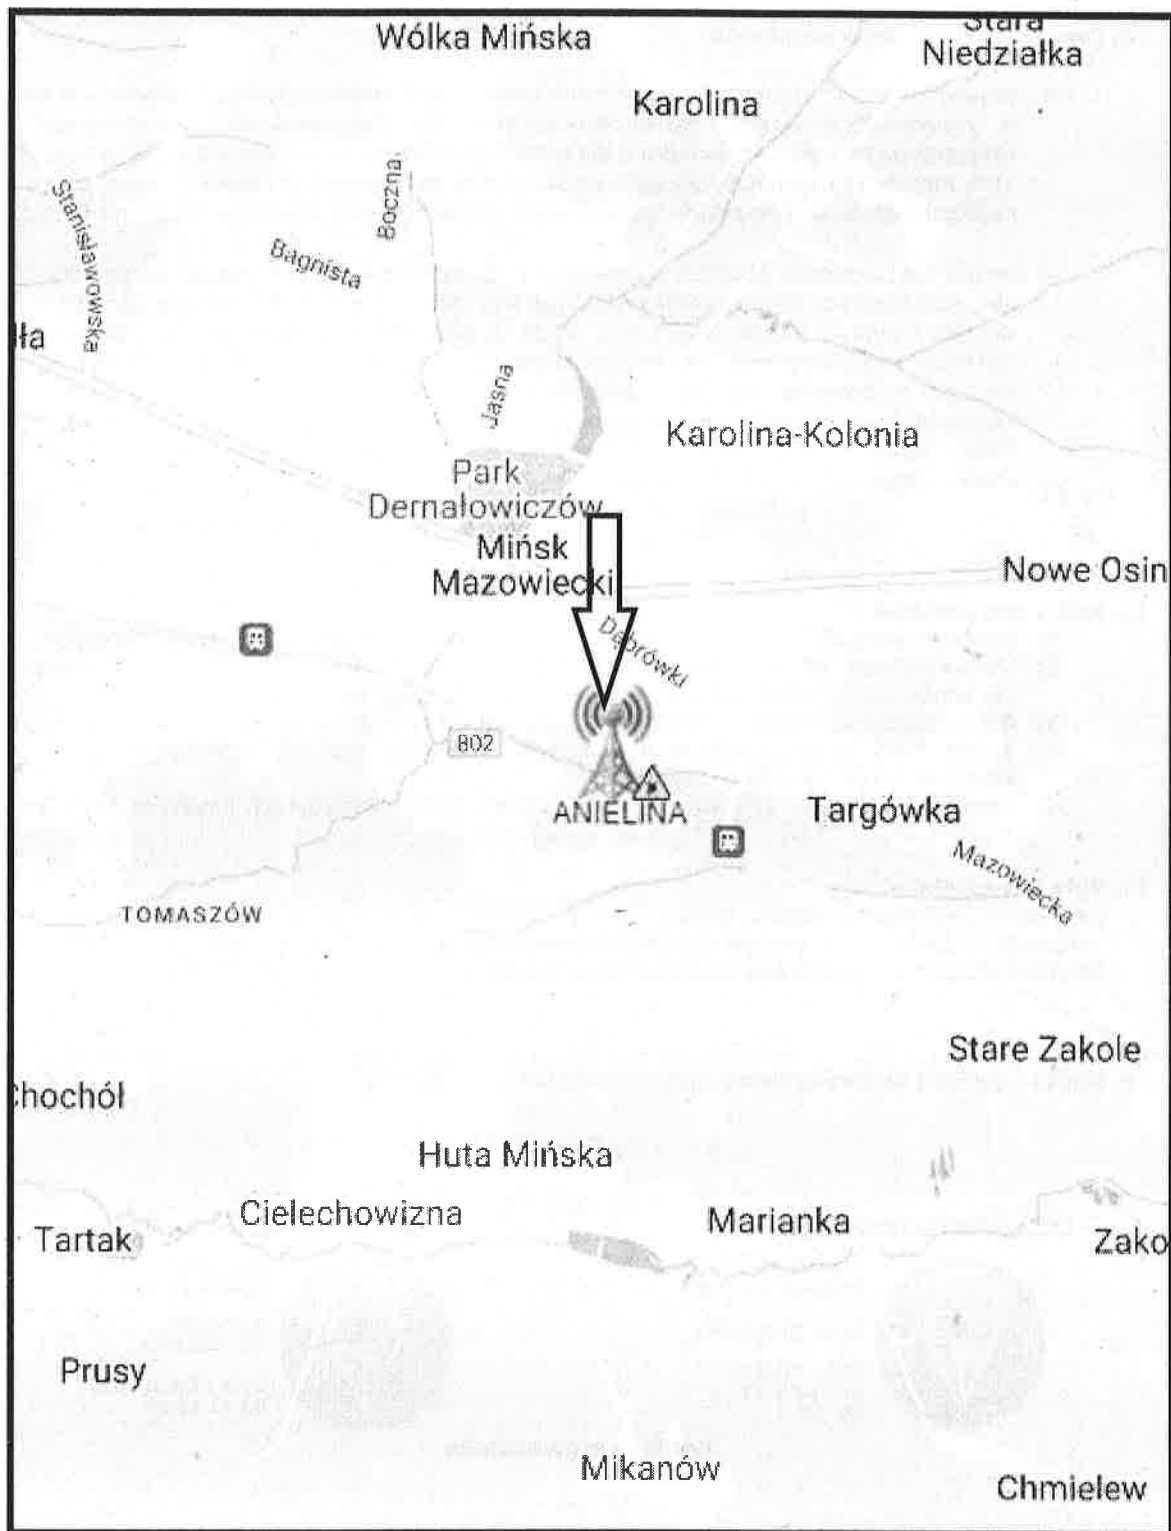 Wólka Mińska
Stara
Niedziałka
Karolina
Boczna
Stanisławowska
Bagnista
ła
Jasna
Karolina-Kolonia
Park
Dernałowiczów
Mińsk
Mazowiecki
Nowe Osin
Dąbrówki
802
ANIELINA
Targówka
Mazowiecka
TOMASZÓW
Stare Zakole
Chochół
Huta Mińska
Cielechowizna
Marianka
Tartak
Zako
Prusy
Mikanów
Chmielew